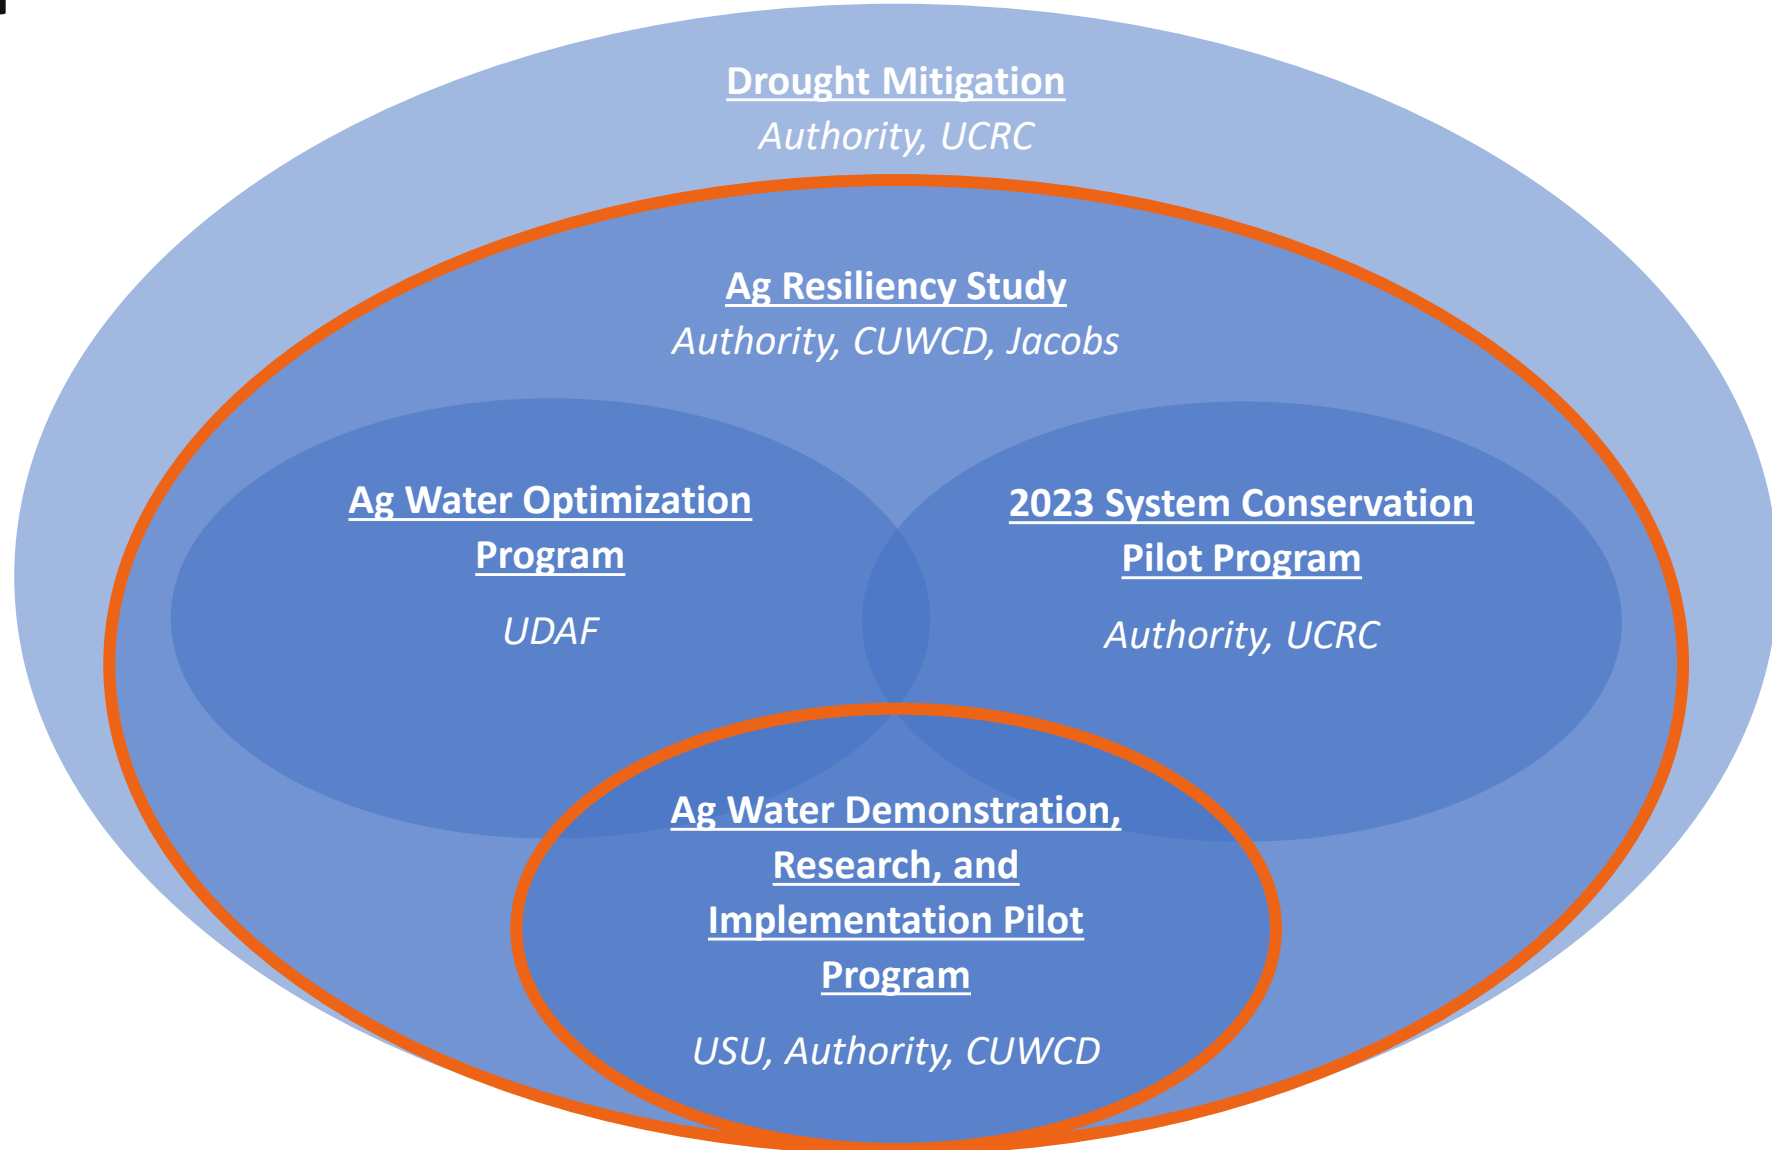 Drought Mitigation
Authority, UCRC
Ag Resiliency Study
Authority, CUWCD, Jacobs
Ag Water Optimization
Program
UDAF
2023 System Conservation
Pilot Program
Authority, UCRC
Ag Water Demonstration,
Research, and
Implementation Pilot
Program
USU, Authority, CUWCD